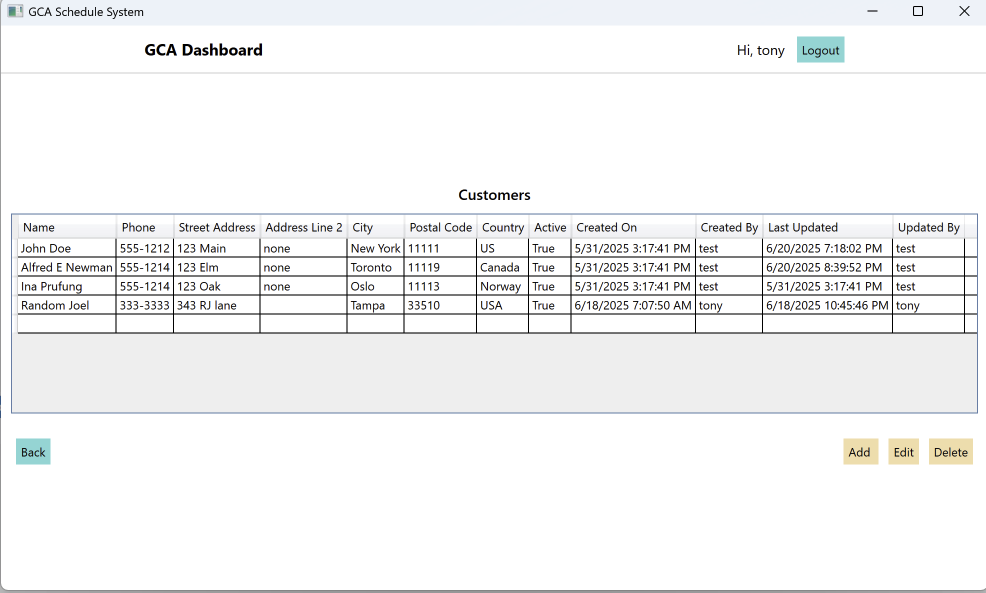 GCA Schedule System
GCA Dashboard Hi, tony Logout
Customers
Name Phone Street Address Address Line 2 City Postal Code Country Active Created On Created By Last Updated Updated By
John Doe 555-1212 123 Main none New York 11111 US True 5/31/2025 3:17:41 PM test 6/20/2025 7:18:02 PM test
Alfred E Newman 555-1214 123 Elm none Toronto 11119 Canada True 5/31/2025 3:17:41 PM test 6/20/2025 8:39:52 PM test
Ina Prufung 555-1214 123 Oak none Oslo 11113 Norway True 5/31/2025 3:17:41 PM test 5/31/2025 3:17:41 PM test
Random Joel 333-3333 343 RJ lane Tampa 33510 USA True 6/18/2025 7:07:50 AM tony 6/18/2025 10:45:46 PM tony
Back Add Edit Delete